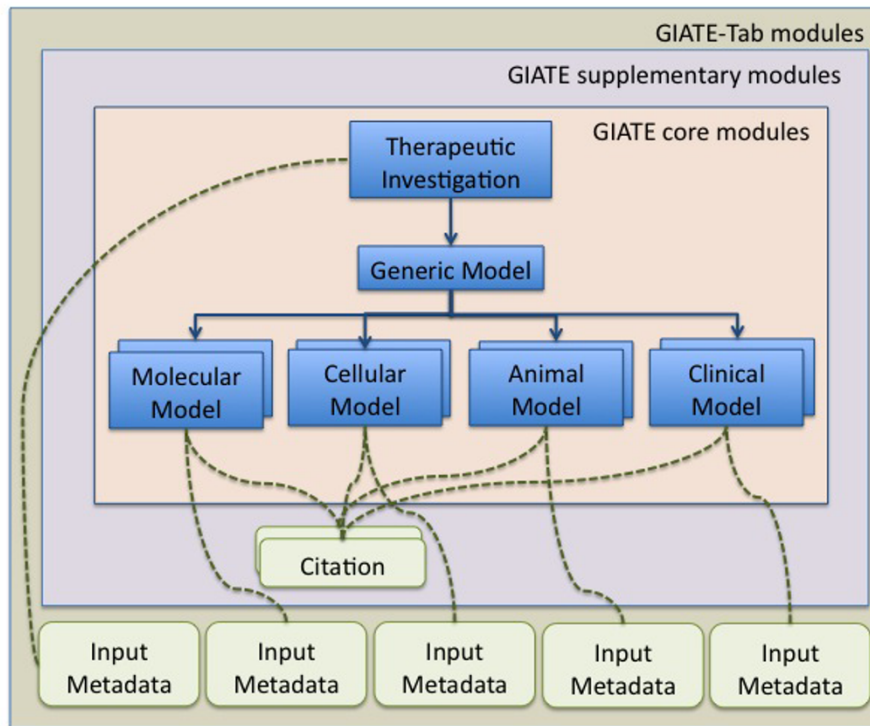 GIATE-Tab modules
GIATE supplementary modules
GIATE core modules
Therapeutic
Investigation
Generic Model
Molecular
Model
Cellular
Model
Animal
Model
Clinical
Model
Citation
Input
Metadata
Input
Metadata
Input
Metadata
Input
Metadata
Input
Metadata